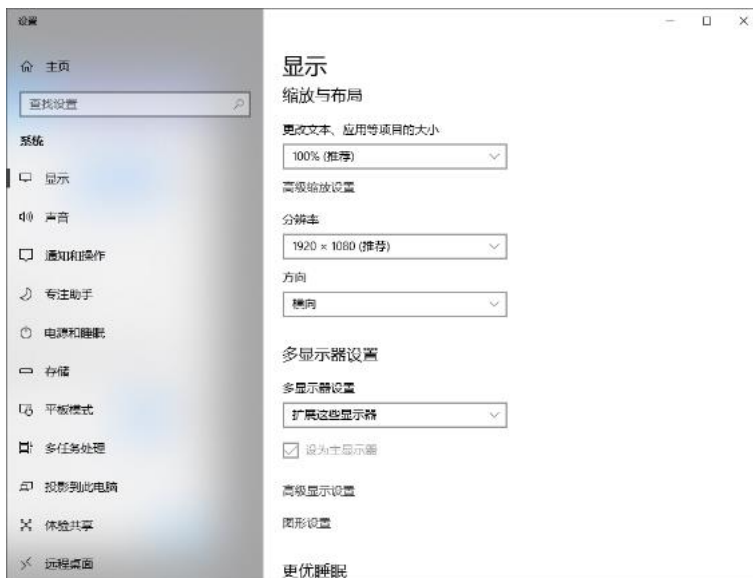 设置
主页
查找设置
系统
显示
声音
通知和操作
专注助手
电源和睡眠
存储
平板模式
多任务处理
投影到此电脑
体验共享
远程桌面
显示
缩放与布局
更改文本、应用等项目的大小
100% (推荐)
高级缩放设置
分辨率
1920 × 1080 (推荐)
方向
横向
多显示器设置
多显示器设置
扩展这些显示器
设为主显示器
高级显示设置
图形设置
更优睡眠